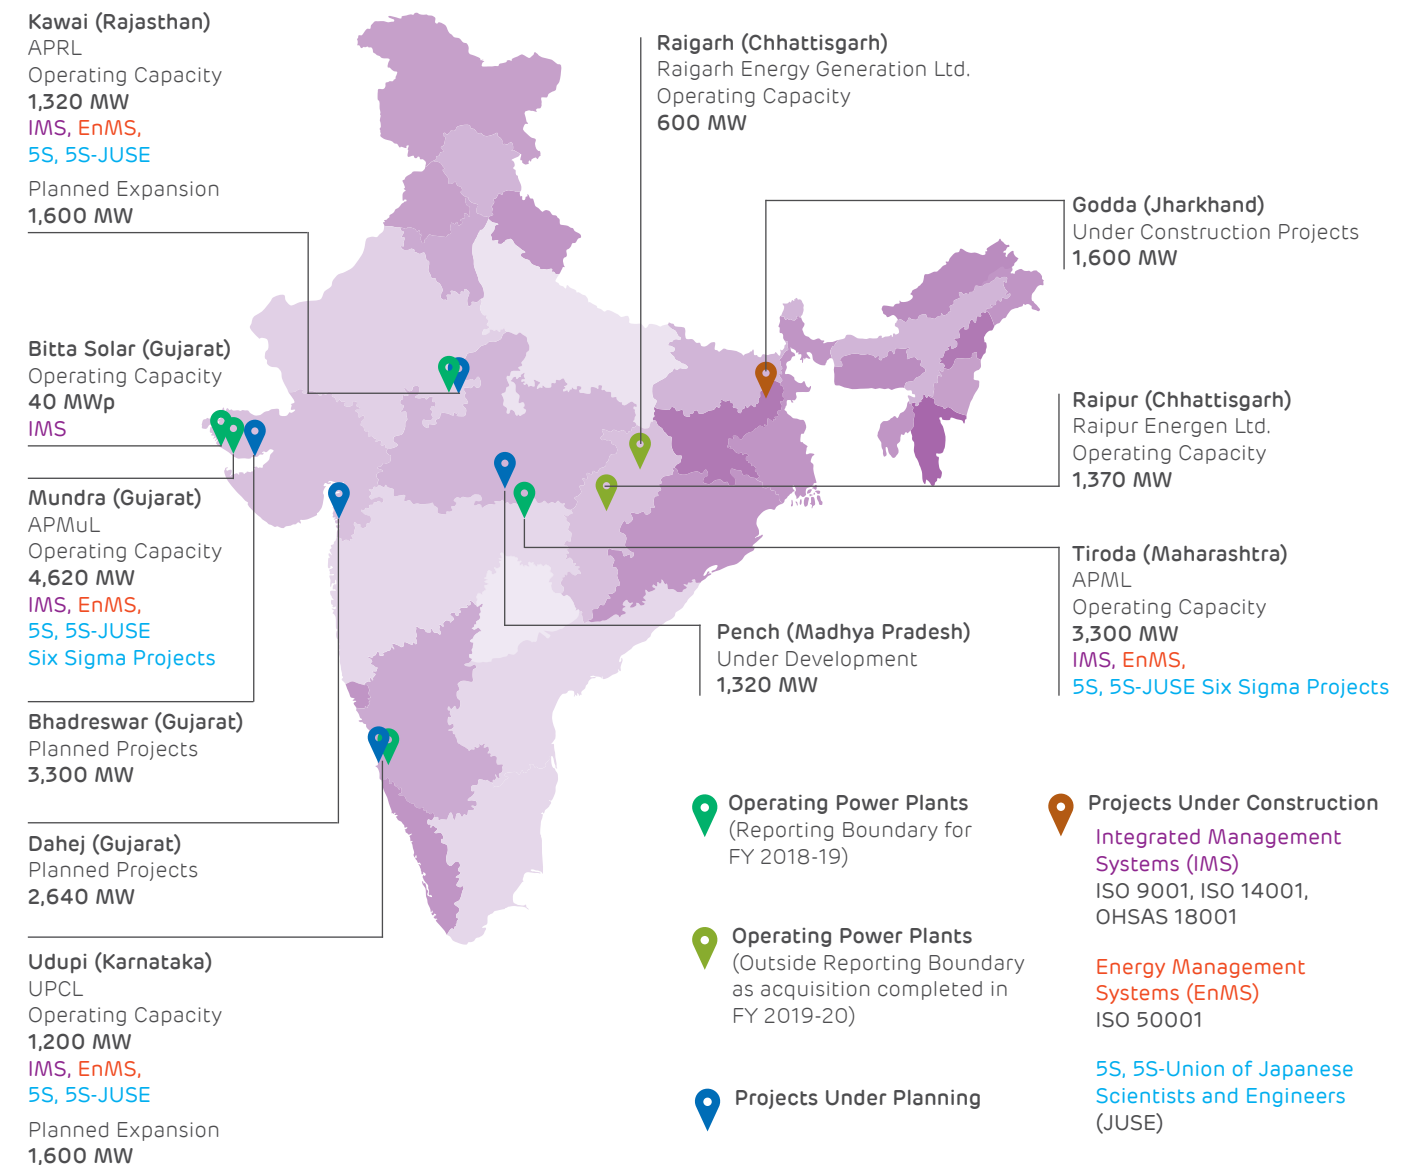 Kawai (Rajasthan)
APRL
Operating Capacity
1,320 MW
IMS, EnMS,
5S, 5S-JUSE
Planned Expansion
1,600 MW
Bitta Solar (Gujarat)
Operating Capacity
40 MWp
IMS
Mundra (Gujarat)
APMuL
Operating Capacity
4,620 MW
IMS, EnMS,
5S, 5S-JUSE
Six Sigma Projects
Bhadreswar (Gujarat)
Planned Projects
3,300 MW
Dahej (Gujarat)
Planned Projects
2,640 MW
Udupi (Karnataka)
UPCL
Operating Capacity
1,200 MW
IMS, EnMS,
5S, 5S-JUSE
Planned Expansion
1,600 MW
Raigarh (Chhattisgarh)
Raigarh Energy Generation Ltd.
Operating Capacity
600 MW
Godda (Jharkhand)
Under Construction Projects
1,600 MW
Raipur (Chhattisgarh)
Raipur Energen Ltd.
Operating Capacity
1,370 MW
Tiroda (Maharashtra)
APML
Operating Capacity
3,300 MW
IMS, EnMS,
5S, 5S-JUSE Six Sigma Projects
Pench (Madhya Pradesh)
Under Development
1,320 MW
Operating Power Plants
(Reporting Boundary for
FY 2018-19)
Operating Power Plants
(Outside Reporting Boundary
as acquisition completed in
FY 2019-20)
Projects Under Planning
Projects Under Construction
Integrated Management
Systems (IMS)
ISO 9001, ISO 14001,
OHSAS 18001
Energy Management
Systems (EnMS)
ISO 50001
5S, 5S-Union of Japanese
Scientists and Engineers
(JUSE)